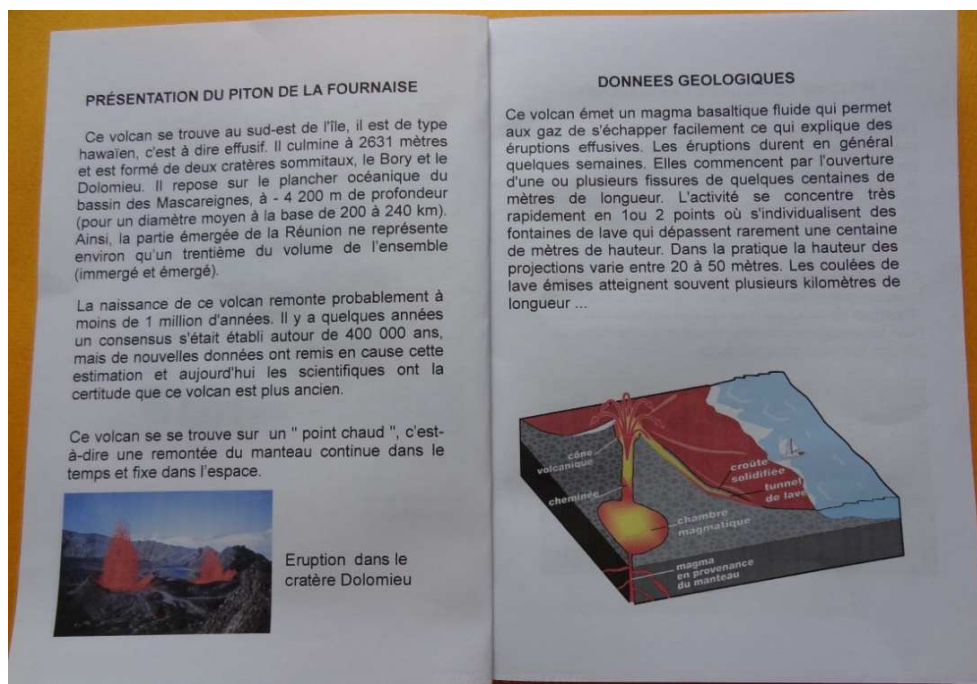 PRÉSENTATION DU PITON DE LA FOURNAISE
Ce volcan se trouve au sud-est de l'île, il est de type
hawaïen, c'est à dire effusif. Il culmine à 2631 mètres
et est formé de deux cratères sommitaux, le Bory et le
Dolomieu. Il repose sur le plancher océanique du
bassin des Mascareignes, à - 4 200 m de profondeur
(pour un diamètre moyen à la base de 200 à 240 km).
Ainsi, la partie émergée de la Réunion ne représente
environ qu'un trentième du volume de l'ensemble
(immergé et émergé).
La naissance de ce volcan remonte probablement à
moins de 1 million d'années. Il y a quelques années
un consensus s'était établi autour de 400 000 ans,
mais de nouvelles données ont remis en cause cette
estimation et aujourd'hui les scientifiques ont la
certitude que ce volcan est plus ancien.
Ce volcan se se trouve sur un " point chaud ", c'est-
à-dire une remontée du manteau continue dans le
temps et fixe dans l'espace.
Eruption dans le
cratère Dolomieu
DONNEES GEOLOGIQUES
Ce volcan émet un magma basaltique fluide qui permet
aux gaz de s'échapper facilement ce qui explique des
éruptions effusives. Les éruptions durent en général
quelques semaines. Elles commencent par l'ouverture
d'une ou plusieurs fissures de quelques centaines de
mètres de longueur. L'activité se concentre très
rapidement en 1ou 2 points où s'individualisent des
fontaines de lave qui dépassent rarement une centaine
de mètres de hauteur. Dans la pratique la hauteur des
projections varie entre 20 à 50 mètres. Les coulées de
lave émises atteignent souvent plusieurs kilomètres de
longueur ...
cône
volcanique
croûte
solidifiée
tunnel
de lave
cheminée
chambre
magmatique
magma
en provenance
du manteau